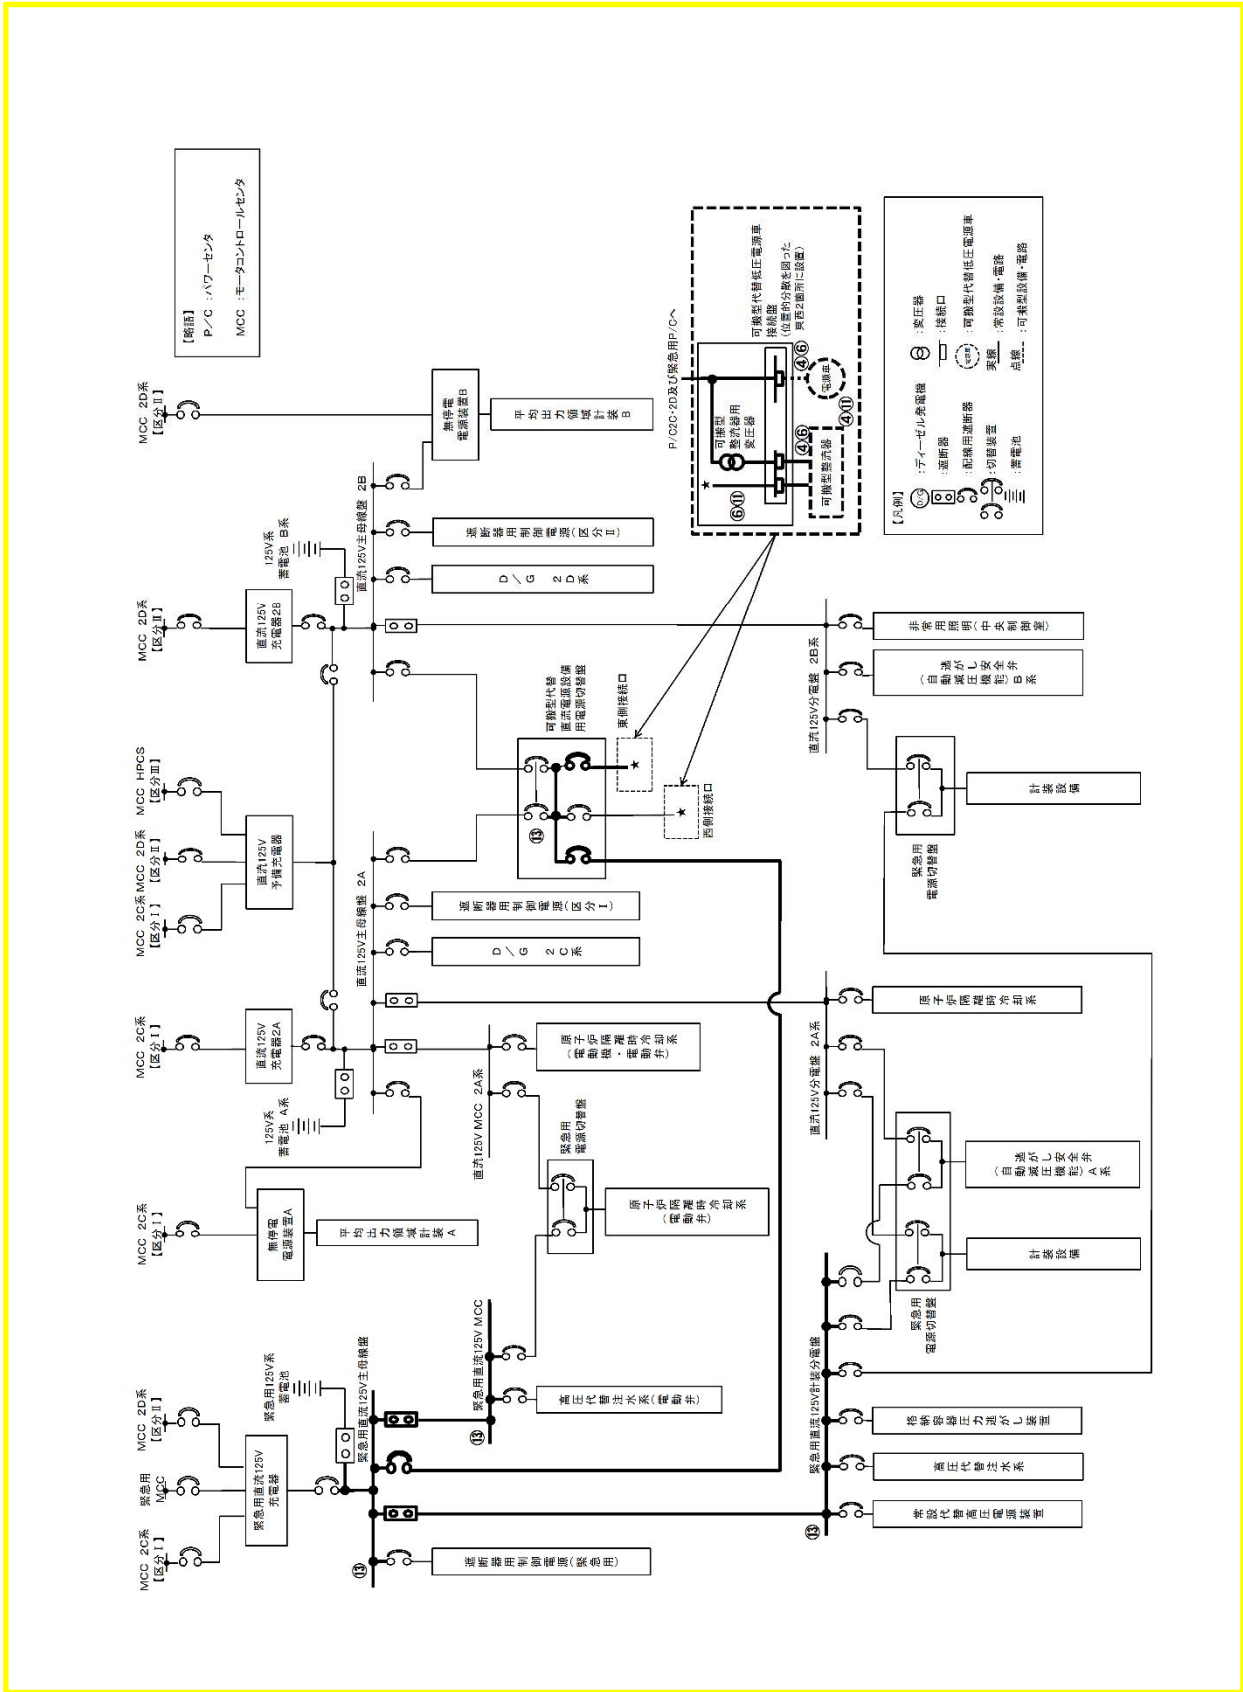 【略語】
P/C :パワーセンタ
MCC :モータコントロールセンタ
MCC 2C系
【区分Ⅰ】
緊急用
MCC
MCC 2D系
【区分Ⅱ】
緊急用直流125V
充電器
緊急用125V系
蓄電池
緊急用直流125V主母線盤
⑬
遮断器用制御電源(緊急用)
緊急用直流125V MCC
⑬
高圧代替注水系(電動弁)
MCC 2C系
【区分Ⅰ】
無停電
電源装置A
平均出力領域計装A
MCC 2C系
【区分Ⅰ】
直流125V
充電器2A
125V系
蓄電池 A系
直流125V主母線盤 2A
直流125V MCC 2A系
原子炉隔離時冷却系
(電動機・電動弁)
緊急用
電源切替盤
原子炉隔離時冷却系
(電動弁)
D/G 2C系
遮断器用制御電源(区分Ⅰ)
MCC 2C系
【区分Ⅰ】
MCC 2D系
【区分Ⅱ】
MCC HPCS
【区分Ⅲ】
直流125V
予備充電器
MCC 2D系
【区分Ⅱ】
直流125V
充電器2B
125V系
蓄電池 B系
直流125V主母線盤 2B
D/G 2D系
遮断器用制御電源(区分Ⅱ)
MCC 2D系
【区分Ⅱ】
無停電
電源装置B
平均出力領域計装B
可搬型代替
直流電源設備
用電源切替盤
⑬
西側接続口
★
東側接続口
★
P/C2C・2D及び緊急用P/Cへ
可搬型
整流器用
変圧器
★
⑥⑪
④⑥
④⑥
④⑪
可搬型整流器
電源車
可搬型代替低圧電源車
接続盤
(位置的分散を図った
東西2箇所に設置)
緊急用直流125V計装分電盤
⑬
常設代替高圧電源装置
高圧代替注水系
格納容器圧力逃がし装置
緊急用
電源切替盤
計装設備
逃がし安全弁
(自動減圧機能)A系
直流125V分電盤 2A系
原子炉隔離時冷却系
緊急用
電源切替盤
計装設備
直流125V分電盤 2B系
逃がし安全弁
(自動減圧機能)B系
非常用照明(中央制御室)
【凡例】
D/G :ディーゼル発電機
:遮断器
:配線用遮断器
:切替装置
:蓄電池
:変圧器
:接続口
電源車 :可搬型代替低圧電源車
実線 :常設設備・電路
点線 :可搬型設備・電路